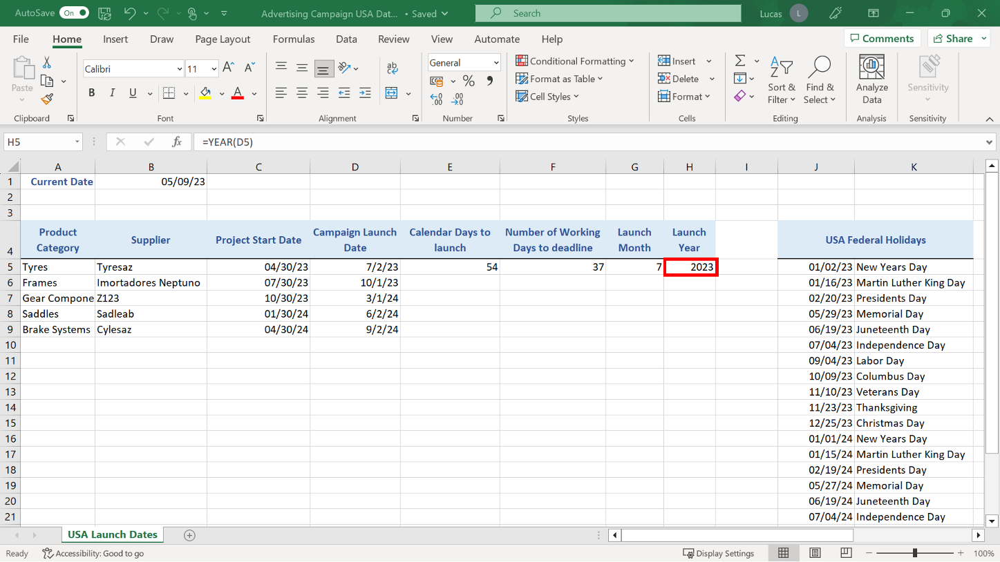 AutoSave On Advertising Campaign USA Dat... • Saved Search Lucas L
File Home Insert Draw Page Layout Formulas Data Review View Automate Help Comments Share
Paste
Clipboard
Calibri 11
B I U A
Font
ab
Alignment
General
% 9
Number
Conditional Formatting
Format as Table
Cell Styles
Styles
Insert
Delete
Format
Cells
Sort & Filter
Find & Select
Editing
Analyze Data
Analysis
Sensitivity
Sensitivity
H5 fx =YEAR(D5)
A B C D E F G H I J K
1 Current Date 05/09/23
2
3
4 Product Category Supplier Project Start Date Campaign Launch Date Calendar Days to launch Number of Working Days to deadline Launch Month Launch Year USA Federal Holidays
5 Tyres Tyresaz 04/30/23 7/2/23 54 37 7 2023 01/02/23 New Years Day
6 Frames Imortadores Neptuno 07/30/23 10/1/23 01/16/23 Martin Luther King Day
7 Gear Compone Z123 10/30/23 3/1/24 02/20/23 Presidents Day
8 Saddles Sadleab 01/30/24 6/2/24 05/29/23 Memorial Day
9 Brake Systems Cylesaz 04/30/24 9/2/24 06/19/23 Juneteenth Day
10 07/04/23 Independence Day
11 09/04/23 Labor Day
12 10/09/23 Columbus Day
13 11/10/23 Veterans Day
14 11/23/23 Thanksgiving
15 12/25/23 Christmas Day
16 01/01/24 New Years Day
17 01/15/24 Martin Luther King Day
18 02/19/24 Presidents Day
19 05/27/24 Memorial Day
20 06/19/24 Juneteenth Day
21 07/04/24 Independence Day
USA Launch Dates
Ready Accessibility: Good to go Display Settings 100%